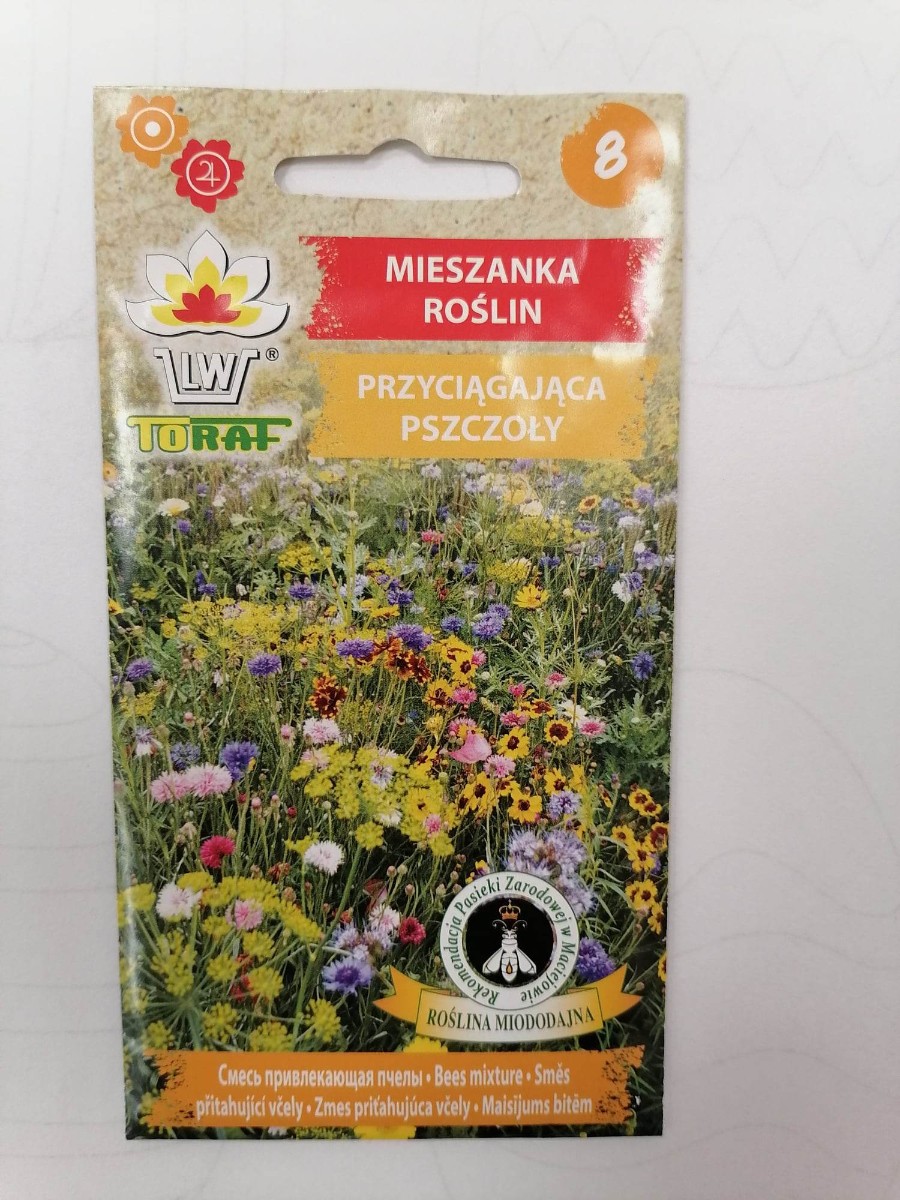 8
MIESZANKA
ROŚLIN
LW®
TORAF
PRZYCIĄGAJĄCA
PSZCZOŁY
Rekomendacja Pasieki Zarodowej w Maciejowie
ROŚLINA MIODODAJNA
Смесь привлекающая пчелы • Bees mixture • Směs
přitahující včely • Zmes priťahujúca včely • Maisijums bitēm